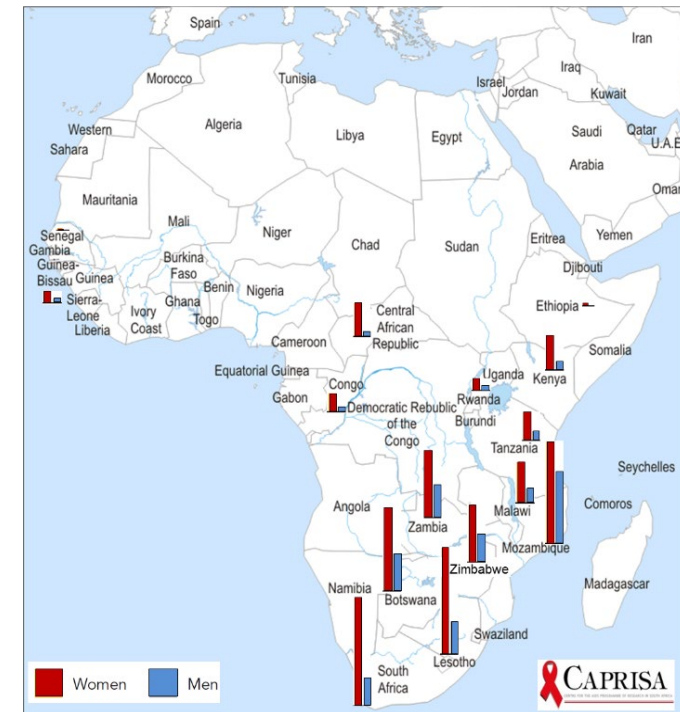 Spain
Iran
Morocco
Tunisia
Israel
Iraq
Jordan
Kuwait
Western
Sahara
Algeria
Libya
Egypt
Saudi
Arabia
Qatar
U.A.E
Oman
Mauritania
Mali
Niger
Chad
Sudan
Eritrea
Yemen
Senegal
Gambia
Guinea-
Bissau
Guinea
Burkina
Faso
Benin
Nigeria
Djibouti
Ethiopia
Sierra-
Leone
Liberia
Ivory
Coast
Ghana
Togo
Cameroon
Central
African
Republic
Somalia
Equatorial Guinea
Gabon
Congo
Democratic Republic
of the
Congo
Uganda
Rwanda
Burundi
Kenya
Tanzania
Seychelles
Comoros
Angola
Zambia
Malawi
Mozambique
Zimbabwe
Madagascar
Namibia
Botswana
Swaziland
Lesotho
South
Africa
Women
Men
CAPRISA